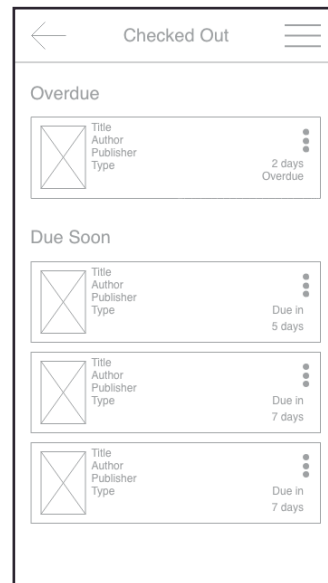 Checked Out
Overdue
Title
Author
Publisher
Type
2 days
Overdue
Due Soon
Title
Author
Publisher
Type
Due in
5 days
Title
Author
Publisher
Type
Due in
7 days
Title
Author
Publisher
Type
Due in
7 days